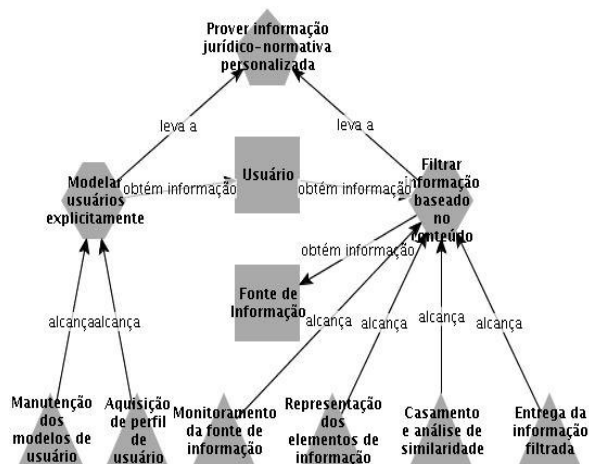 Prover informação
jurídico-normativa
personalizada
leva a
leva a
Modelar
usuários
explicitamente
obtém informação
Usuário
obtém informação
Filtrar
informação
baseado
no
conteúdo
obtém informação
Fonte de
Informação
alcança
alcança
alcança
alcança
alcança
alcança
Manutenção
dos
modelos de
usuário
Aquisição
de perfil
de
usuário
Monitoramento
da fonte de
informação
Representação
dos
elementos de
informação
Casamento
e análise de
similaridade
Entrega da
informação
filtrada